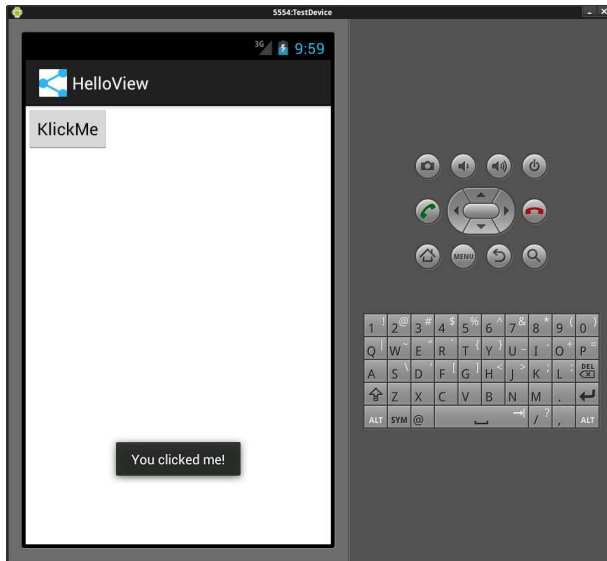 5554:TestDevice
3G 9:59
HelloView
KlickMe
You clicked me!
MENU
1 ! 2 @ 3 # 4 $ 5 % 6 ^ 7 & 8 * 9 ( 0 )
Q | W ~ E " R ` T { Y } U _ I - O + P =
A S \ D ' F [ G ] H < J > K ; L : DEL
Z X C V B N M .
ALT SYM @ / ? , ALT